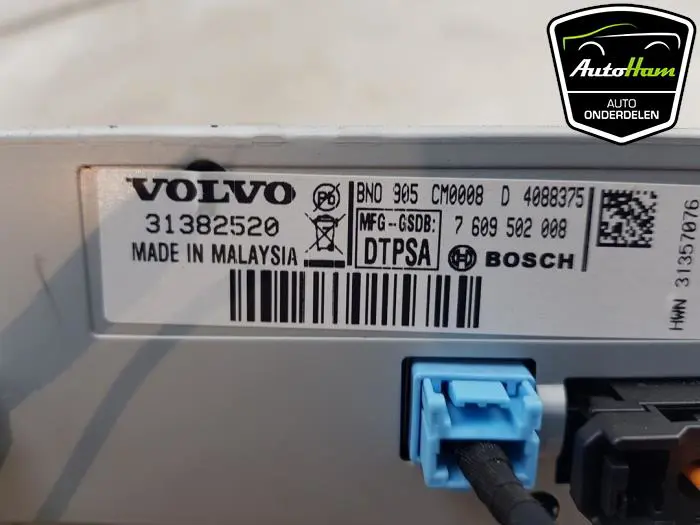 AutoHam
AUTO
ONDERDELEN
VOLVO
31382520
MADE IN MALAYSIA
Pb
BNO 905 CM0008 D 4088375
MFG-GSDB:
DTPSA
7 609 502 008
BOSCH
HWN 31357076